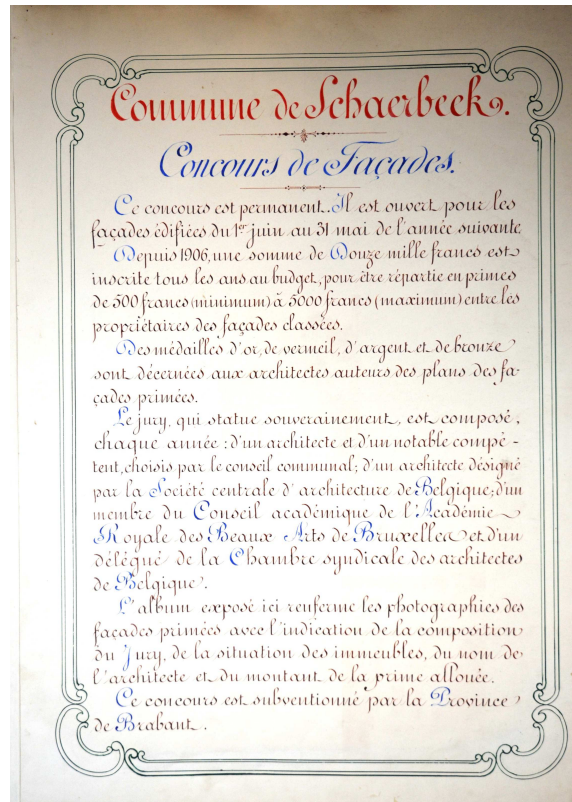 Commune de Schaerbeek.
Concours de Façades.
Ce concours est permanent. Il est ouvert pour les
façades édifiées du 1er juin au 31 mai de l'année suivante.
Depuis 1906, une somme de Douze mille francs est
inscrite tous les ans au budget, pour être répartie en primes
de 500 francs (minimum) à 5000 francs (maximum) entre les
propriétaires des façades classées.
Des médailles d'or, de vermeil, d'argent et de bronze
sont décernées aux architectes auteurs des plans des fa-
çades primées.
Le jury, qui statue souverainement, est composé,
chaque année : d'un architecte et d'un notable compé-
tent, choisis par le conseil communal; d'un architecte désigné
par la Société centrale d'architecture de Belgique; d'un
membre du Conseil académique de l'Académie
Royale des Beaux Arts de Bruxelles et d'un
délégué de la Chambre syndicale des architectes
de Belgique.
L'album exposé ici renferme les photographies des
façades primées avec l'indication de la composition
du Jury, de la situation des immeubles, du nom de
l'architecte et du montant de la prime allouée.
Ce concours est subventionné par la Province
de Brabant.